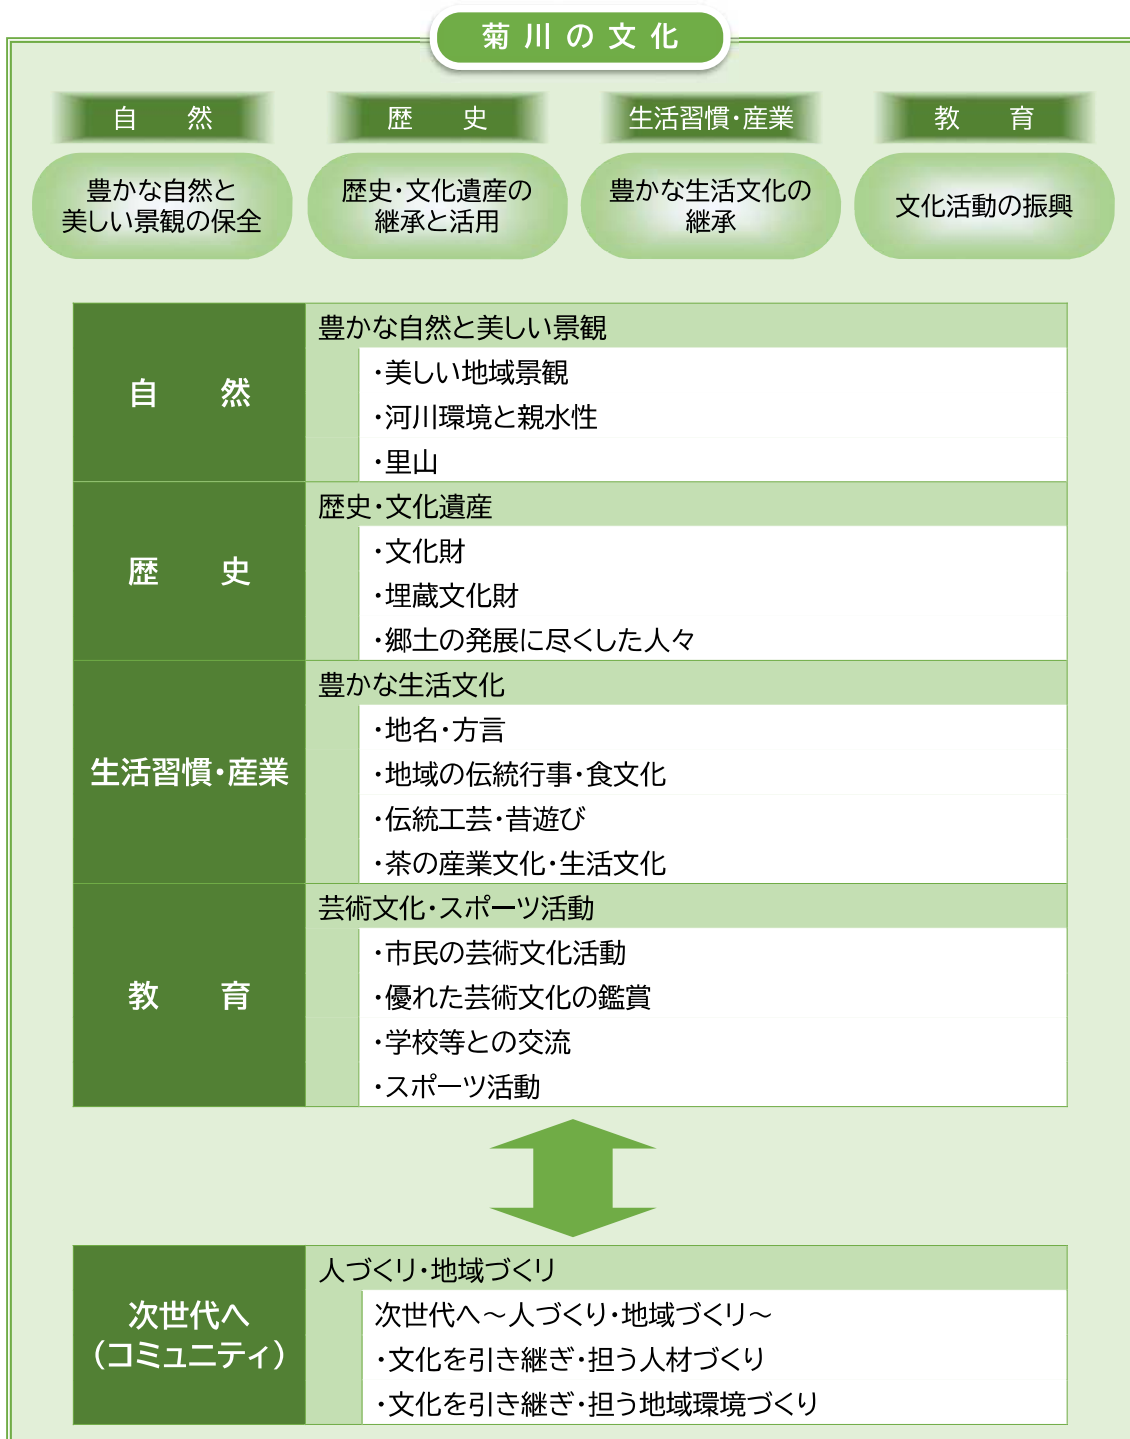 菊川の文化
自　然
歴　史
生活習慣・産業
教　育
豊かな自然と
美しい景観の保全
歴史・文化遺産の
継承と活用
豊かな生活文化の
継承
文化活動の振興
自　然
豊かな自然と美しい景観
・美しい地域景観
・河川環境と親水性
・里山
歴　史
歴史・文化遺産
・文化財
・埋蔵文化財
・郷土の発展に尽くした人々
生活習慣・産業
豊かな生活文化
・地名・方言
・地域の伝統行事・食文化
・伝統工芸・昔遊び
・茶の産業文化・生活文化
教　育
芸術文化・スポーツ活動
・市民の芸術文化活動
・優れた芸術文化の鑑賞
・学校等との交流
・スポーツ活動
次世代へ
（コミュニティ）
人づくり・地域づくり
次世代へ～人づくり・地域づくり～
・文化を引き継ぎ・担う人材づくり
・文化を引き継ぎ・担う地域環境づくり